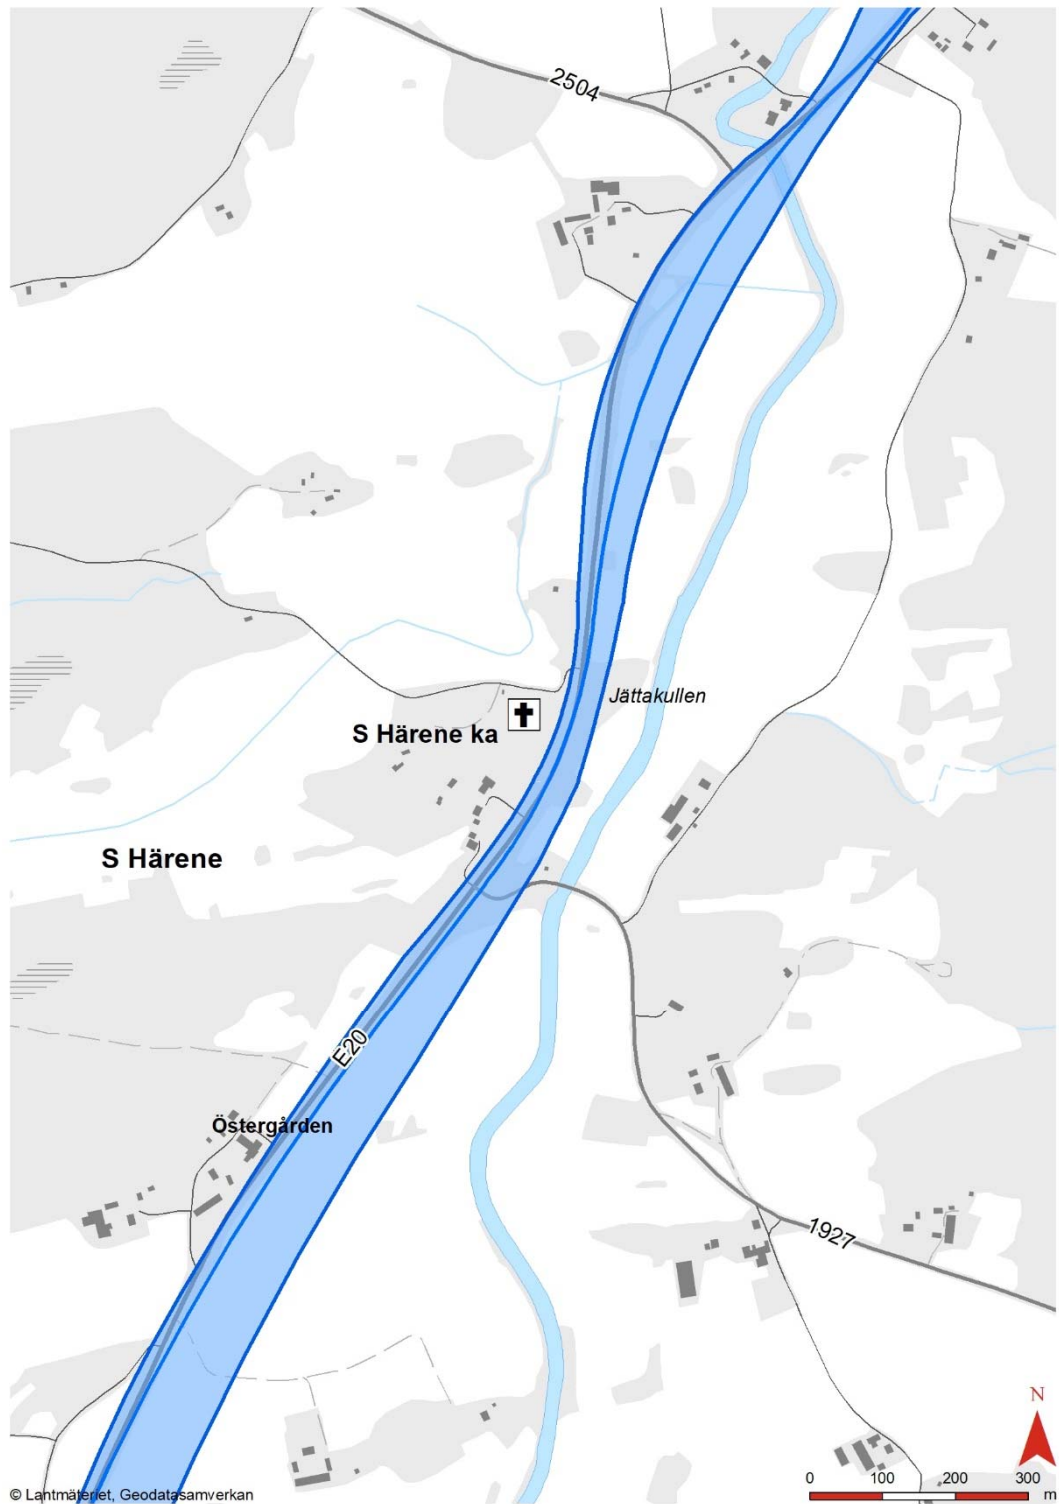 2504
Jättakullen
S Härene ka
S Härene
E20
Östergården
1927
N
0 100 200 300
m
© Lantmäteriet, Geodatasamverkan